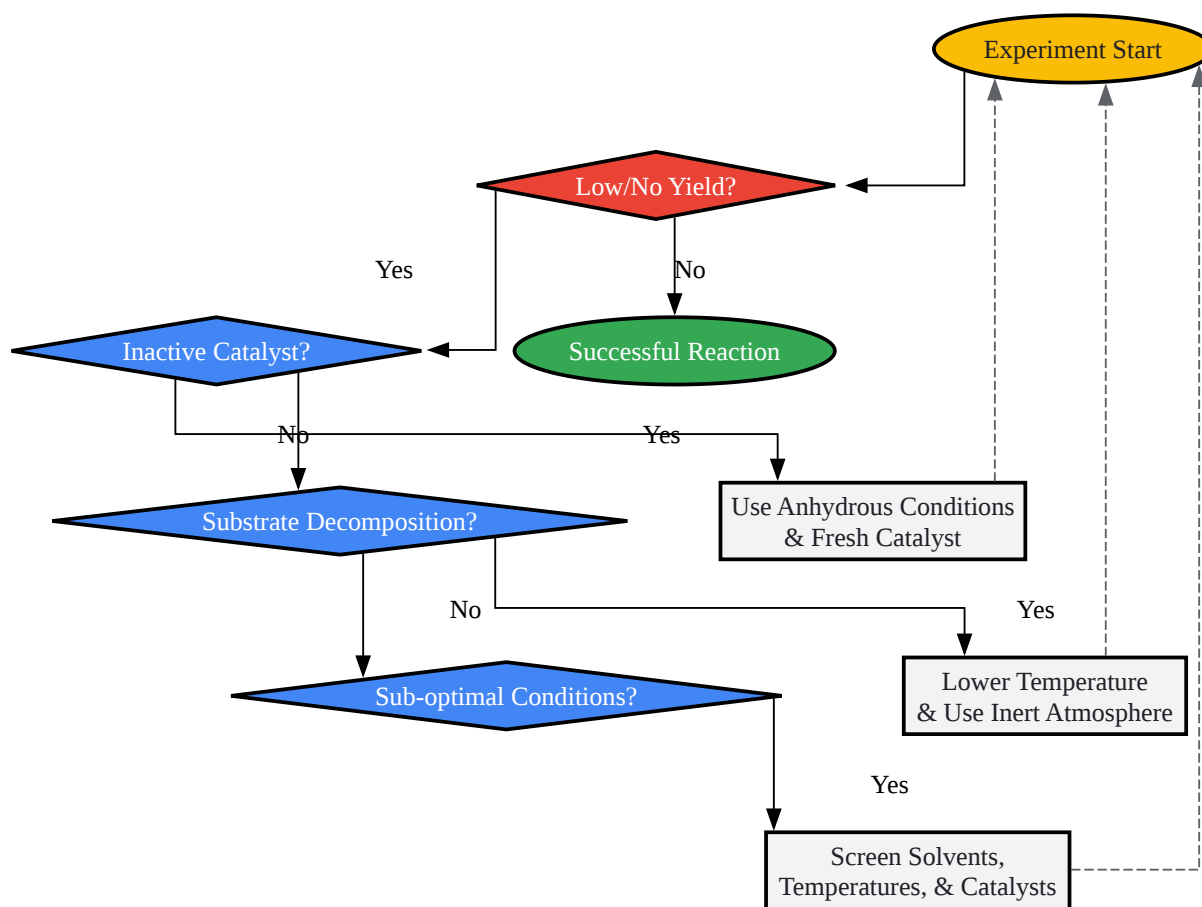 Experiment Start
Low/No Yield?
Yes
No
Inactive Catalyst?
Successful Reaction
No
Yes
Use Anhydrous Conditions
& Fresh Catalyst
Substrate Decomposition?
No
Yes
Lower Temperature
& Use Inert Atmosphere
Sub-optimal Conditions?
Yes
Screen Solvents,
Temperatures, & Catalysts